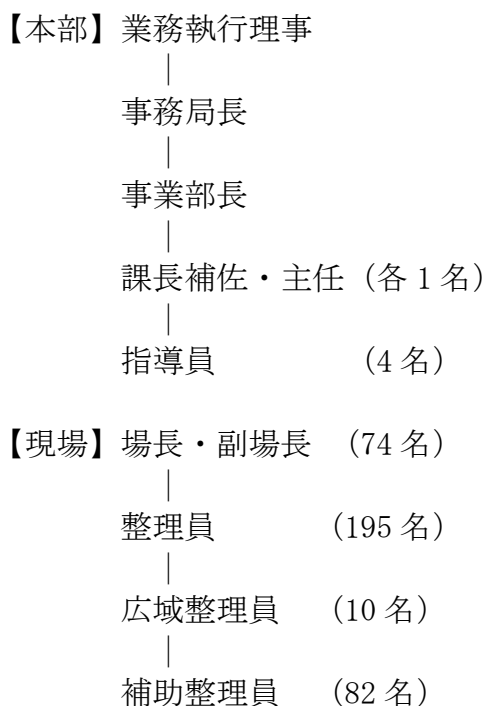 【本部】業務執行理事
|
事務局長
|
事業部長
|
課長補佐・主任（各1名）
|
指導員　　　　（4名）
【現場】場長・副場長　（74名）
|
整理員　　　　（195名）
|
広域整理員　　（10名）
|
補助整理員　　（82名）